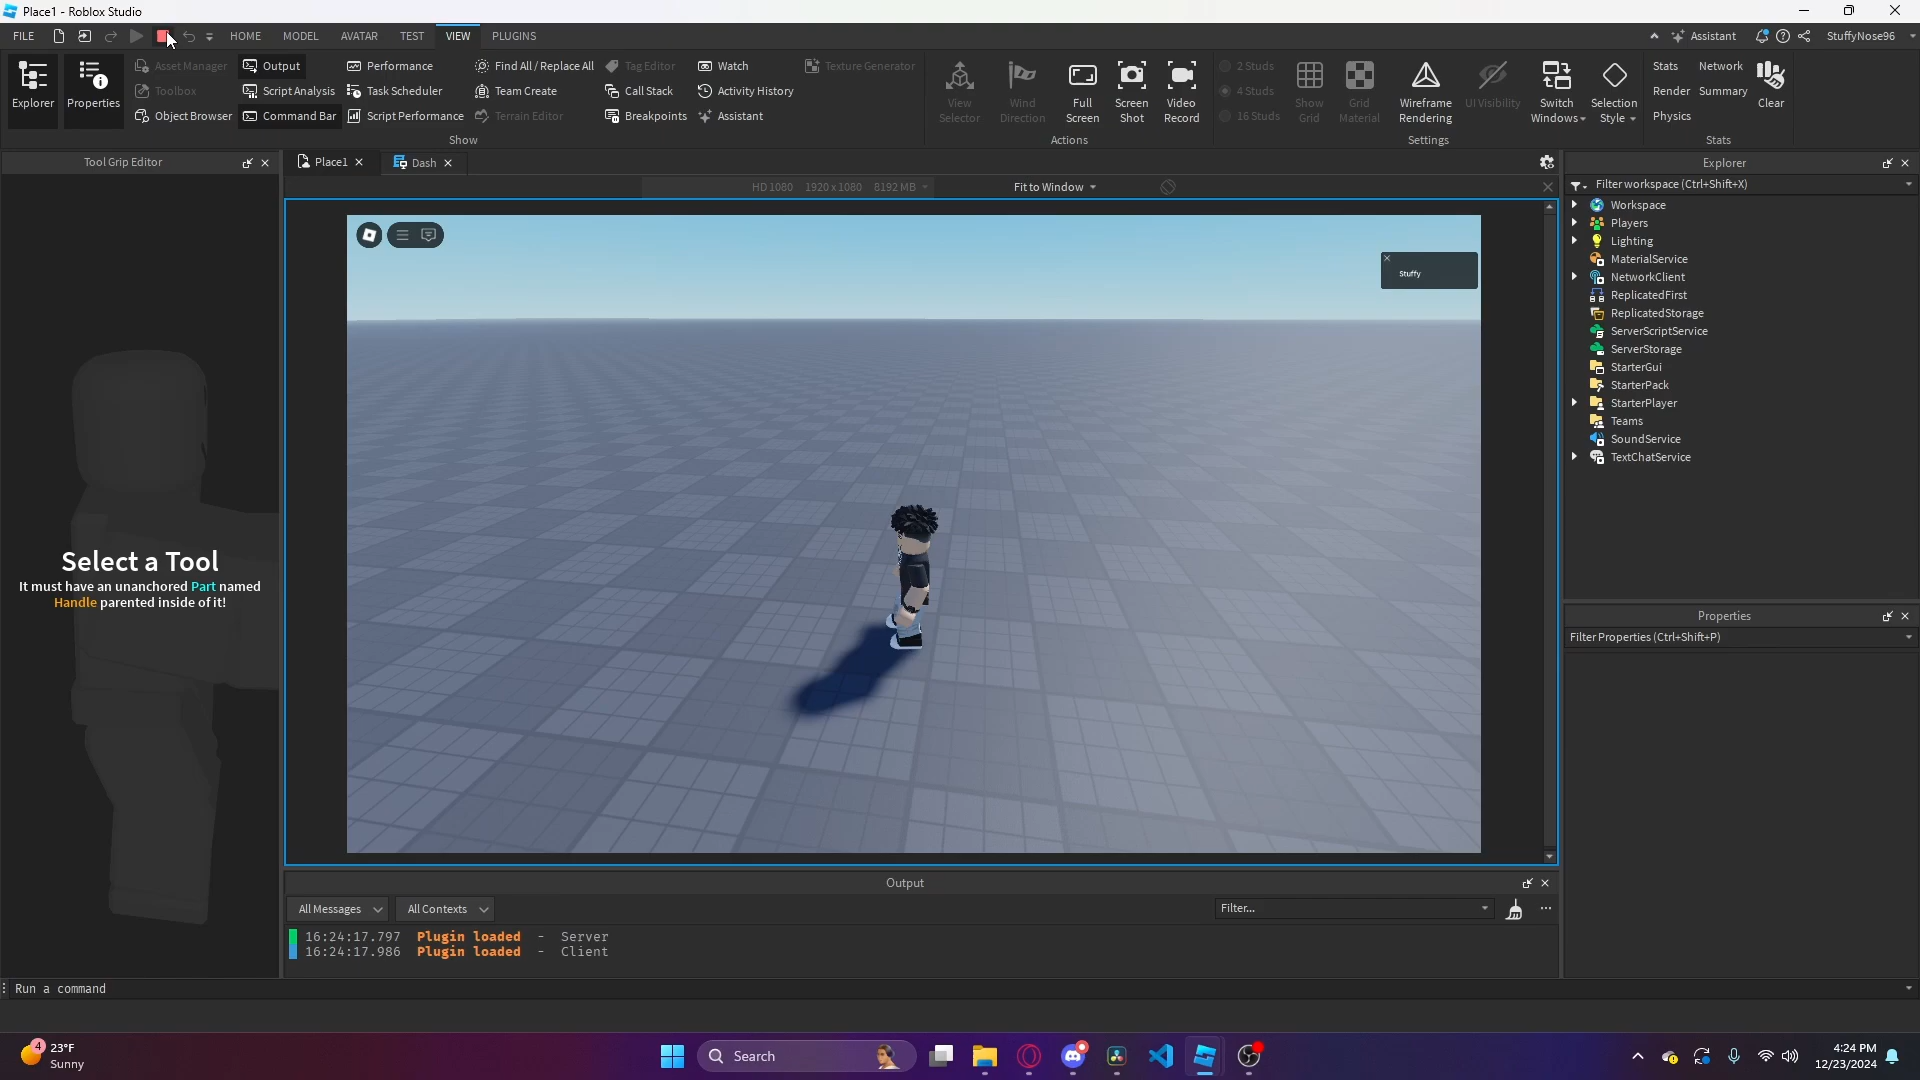 Place1 - Roblox Studio
FILE HOME MODEL AVATAR TEST VIEW PLUGINS Assistant StuffyNose96
Explorer
Properties
Asset Manager
Toolbox
Object Browser
Output
Script Analysis
Command Bar
Performance
Task Scheduler
Script Performance
Find All / Replace All
Team Create
Terrain Editor
Tag Editor
Call Stack
Breakpoints
Watch
Activity History
Assistant
Texture Generator
Show
View
Selector
Wind
Direction
Full
Screen
Screen
Shot
Video
Record
Actions
2 Studs
4 Studs
16 Studs
Show
Grid
Grid
Material
Wireframe
Rendering
UI Visibility
Switch
Windows
Selection
Style
Settings
Stats
Network
Render
Summary
Physics
Clear
Stats
Tool Grip Editor
Place1
Dash
HD 1080 1920 x 1080 8192 MB
Fit to Window
Stuffy
Select a Tool
It must have an unanchored Part named
Handle parented inside of it!
Explorer
Filter workspace (Ctrl+Shift+X)
Workspace
Players
Lighting
MaterialService
NetworkClient
ReplicatedFirst
ReplicatedStorage
ServerScriptService
ServerStorage
StarterGui
StarterPack
StarterPlayer
Teams
SoundService
TextChatService
Properties
Filter Properties (Ctrl+Shift+P)
Output
All Messages
All Contexts
Filter...
16:24:17.797 Plugin loaded - Server
16:24:17.986 Plugin loaded - Client
Run a command
4
23°F
Sunny
Search
4:24 PM
12/23/2024